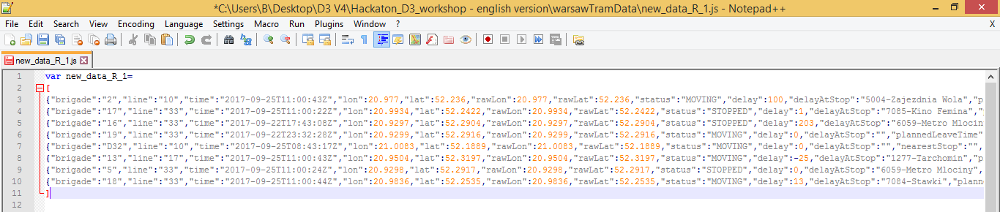 *C:\Users\B\Desktop\D3 V4\Hackaton_D3_workshop - english version\warsawTramData\new_data_R_1.js - Notepad++
File Edit Search View Encoding Language Settings Macro Run Plugins Window ? X
new_data_R_1.js
1 var new_data_R_1=
2 [
3 {"brigade":"2","line":"10","time":"2017-09-25T11:00:43Z","lon":20.977,"lat":52.236,"rawLon":20.977,"rawLat":52.236,"status":"MOVING","delay":100,"delayAtStop":"5004-Zajezdnia Wola","p
4 {"brigade":"17","line":"33","time":"2017-09-25T11:00:22Z","lon":20.9934,"lat":52.2422,"rawLon":20.9934,"rawLat":52.2422,"status":"STOPPED","delay":1,"delayAtStop":"7085-Kino Femina","
5 {"brigade":"16","line":"33","time":"2017-09-22T17:43:08Z","lon":20.9297,"lat":52.2904,"rawLon":20.9297,"rawLat":52.2904,"status":"STOPPED","delay":203,"delayAtStop":"6059-Metro Mlocin
6 {"brigade":"19","line":"33","time":"2017-09-22T23:32:28Z","lon":20.9299,"lat":52.2916,"rawLon":20.9299,"rawLat":52.2916,"status":"MOVING","delay":0,"delayAtStop":"","plannedLeaveTime"
7 {"brigade":"D32","line":"10","time":"2017-09-25T08:43:17Z","lon":21.0083,"lat":52.1889,"rawLon":21.0083,"rawLat":52.1889,"status":"MOVING","delay":0,"delayAtStop":"","nearestStop":"",
8 {"brigade":"13","line":"17","time":"2017-09-25T11:00:43Z","lon":20.9504,"lat":52.3197,"rawLon":20.9504,"rawLat":52.3197,"status":"MOVING","delay":-25,"delayAtStop":"1277-Tarchomin","p
9 {"brigade":"5","line":"33","time":"2017-09-25T11:00:24Z","lon":20.9298,"lat":52.2917,"rawLon":20.9298,"rawLat":52.2917,"status":"STOPPED","delay":0,"delayAtStop":"6059-Metro Mlociny",
10 {"brigade":"18","line":"33","time":"2017-09-25T11:00:44Z","lon":20.9836,"lat":52.2535,"rawLon":20.9836,"rawLat":52.2535,"status":"MOVING","delay":13,"delayAtStop":"7084-Stawki","plann
11 ]
12